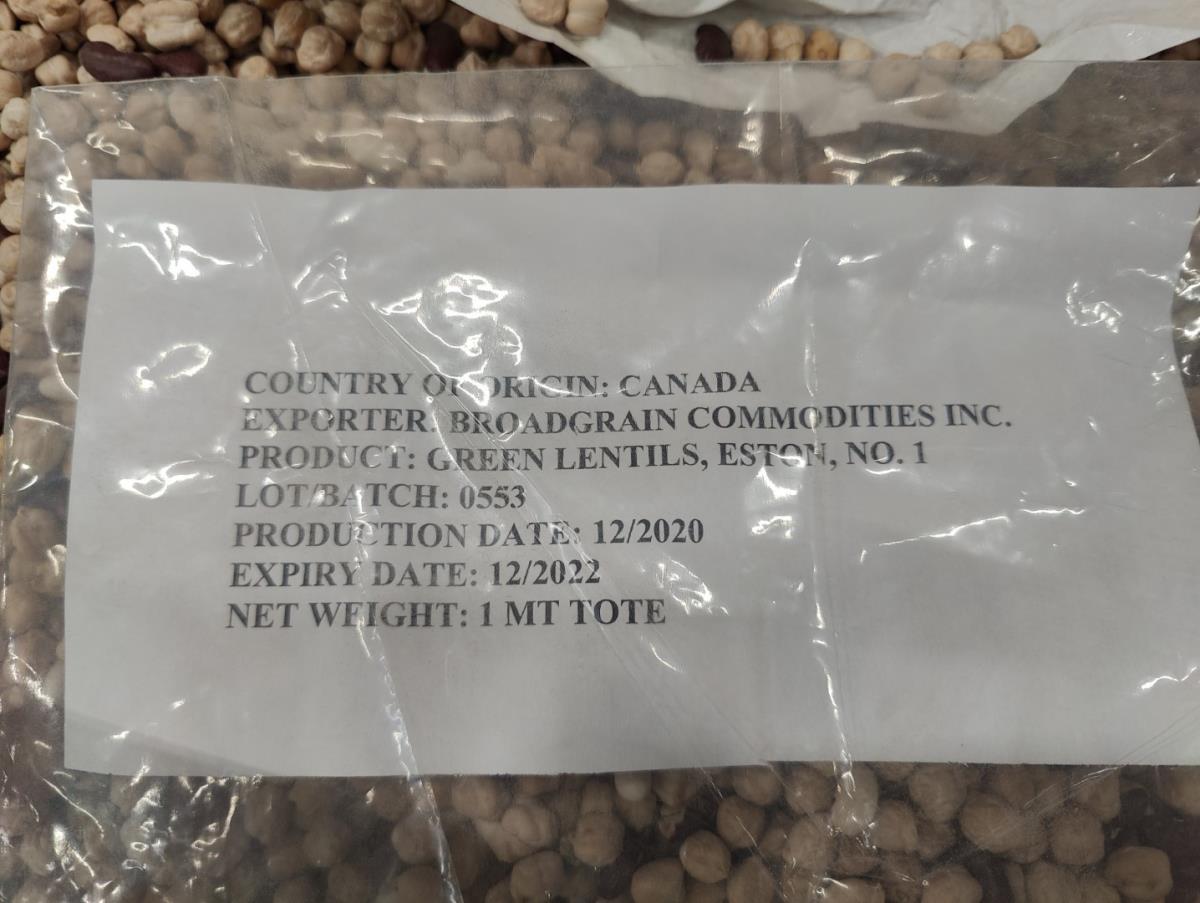 COUNTRY OF ORIGIN: CANADA
EXPORTER: BROADGRAIN COMMODITIES INC.
PRODUCT: GREEN LENTILS, ESTON, NO. 1
LOT/BATCH: 0553
PRODUCTION DATE: 12/2020
EXPIRY DATE: 12/2022
NET WEIGHT: 1 MT TOTE